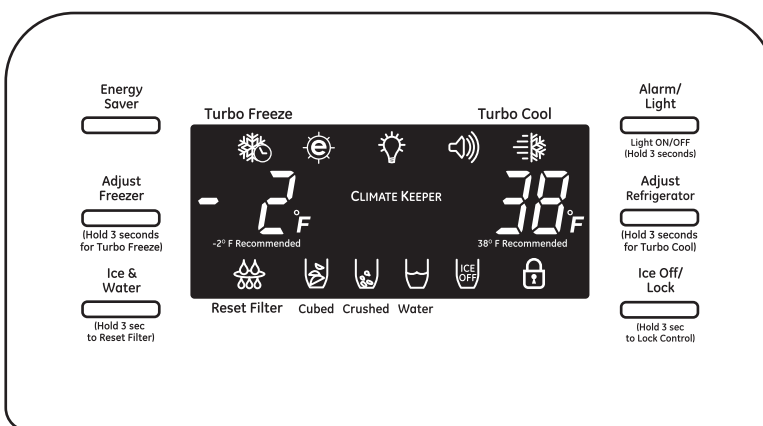 Energy
Saver
Alarm/
Light
Turbo Freeze
Turbo Cool
e
Light ON/OFF
(Hold 3 seconds)
Adjust
Freezer
(Hold 3 seconds
for Turbo Freeze)
-2°F
CLIMATE KEEPER
38°F
-2° F Recommended
38° F Recommended
Adjust
Refrigerator
(Hold 3 seconds
for Turbo Cool)
Ice &
Water
(Hold 3 sec
to Reset Filter)
ICE
OFF
Reset Filter
Cubed
Crushed
Water
Ice Off/
Lock
(Hold 3 sec
to Lock Control)